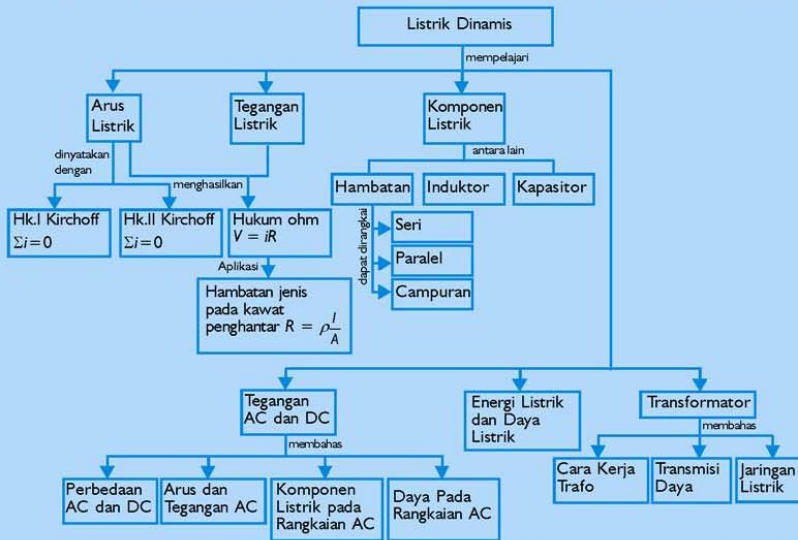 Listrik Dinamis
mempelajari
Arus
Listrik
Tegangan
Listrik
Komponen
Listrik
dinyatakan
dengan
menghasilkan
antara lain
Hk.I Kirchoff
Σi=0
Hk.II Kirchoff
Σi=0
Hukum ohm
V = iR
Hambatan
Induktor
Kapasitor
dapat dirangkai
Seri
Paralel
Campuran
Aplikasi
Hambatan jenis
pada kawat
penghantar R = ρ l/A
Tegangan
AC dan DC
Energi Listrik
dan Daya
Listrik
Transformator
membahas
membahas
Perbedaan
AC dan DC
Arus dan
Tegangan AC
Komponen
Listrik pada
Rangkaian AC
Daya Pada
Rangkaian AC
Cara Kerja
Trafo
Transmisi
Daya
Jaringan
Listrik